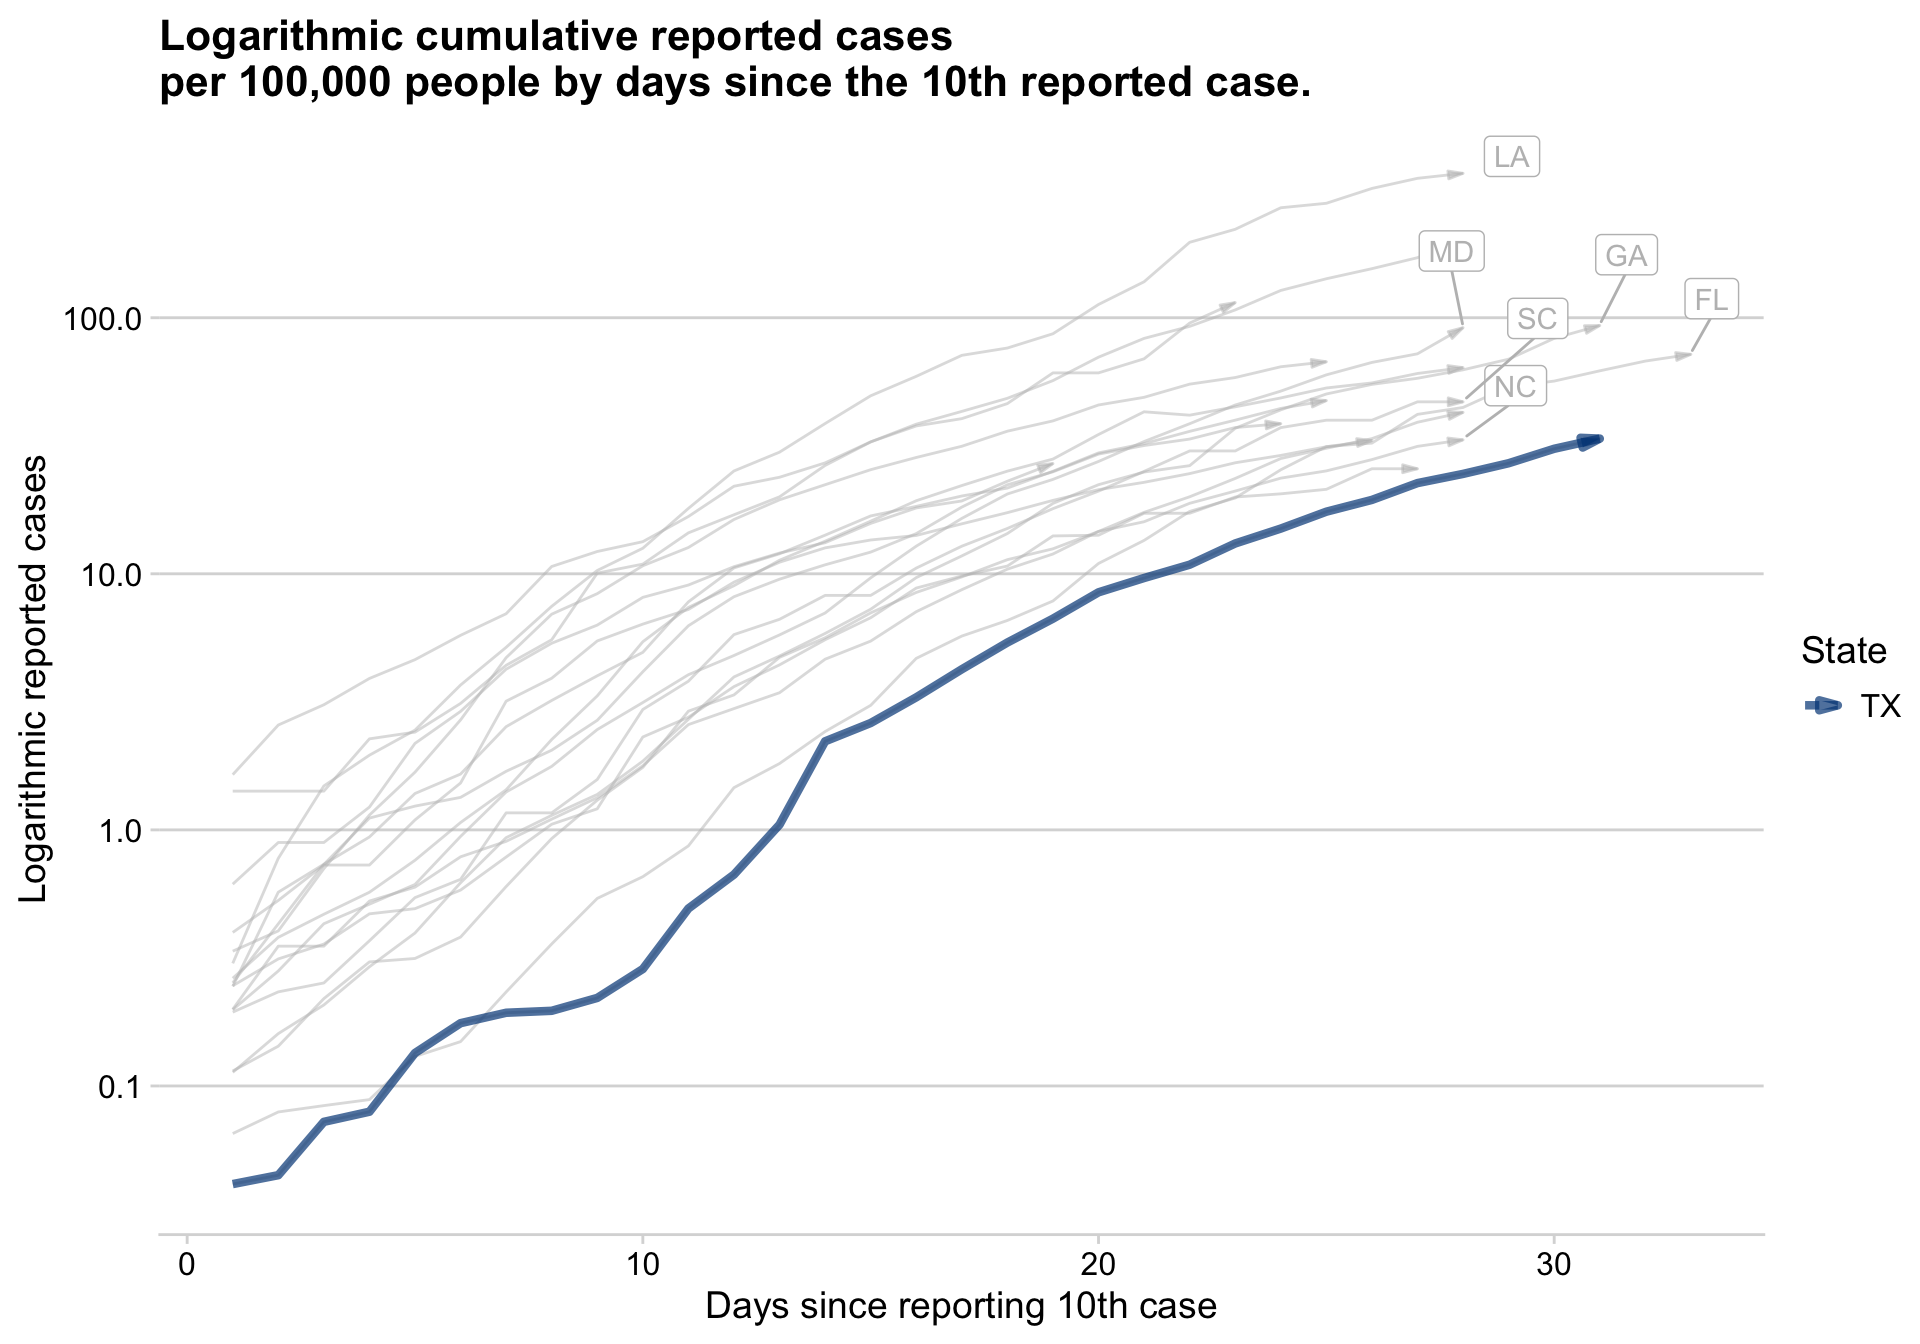 Logarithmic cumulative reported cases
per 100,000 people by days since the 10th reported case.
LA
MD
GA
FL
SC
NC
100.0
10.0
1.0
0.1
Logarithmic reported cases
0
10
20
30
Days since reporting 10th case
State
TX